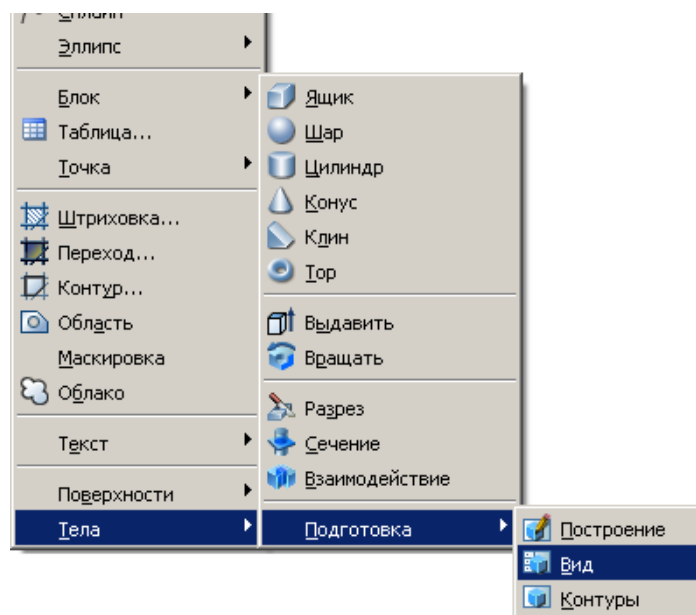 Сплайн
Эллипс
Блок
Таблица...
Точка
Штриховка...
Переход...
Контур...
Область
Маскировка
Облако
Текст
Поверхности
Тела
Ящик
Шар
Цилиндр
Конус
Клин
Тор
Выдавить
Вращать
Разрез
Сечение
Взаимодействие
Подготовка
Построение
Вид
Контуры